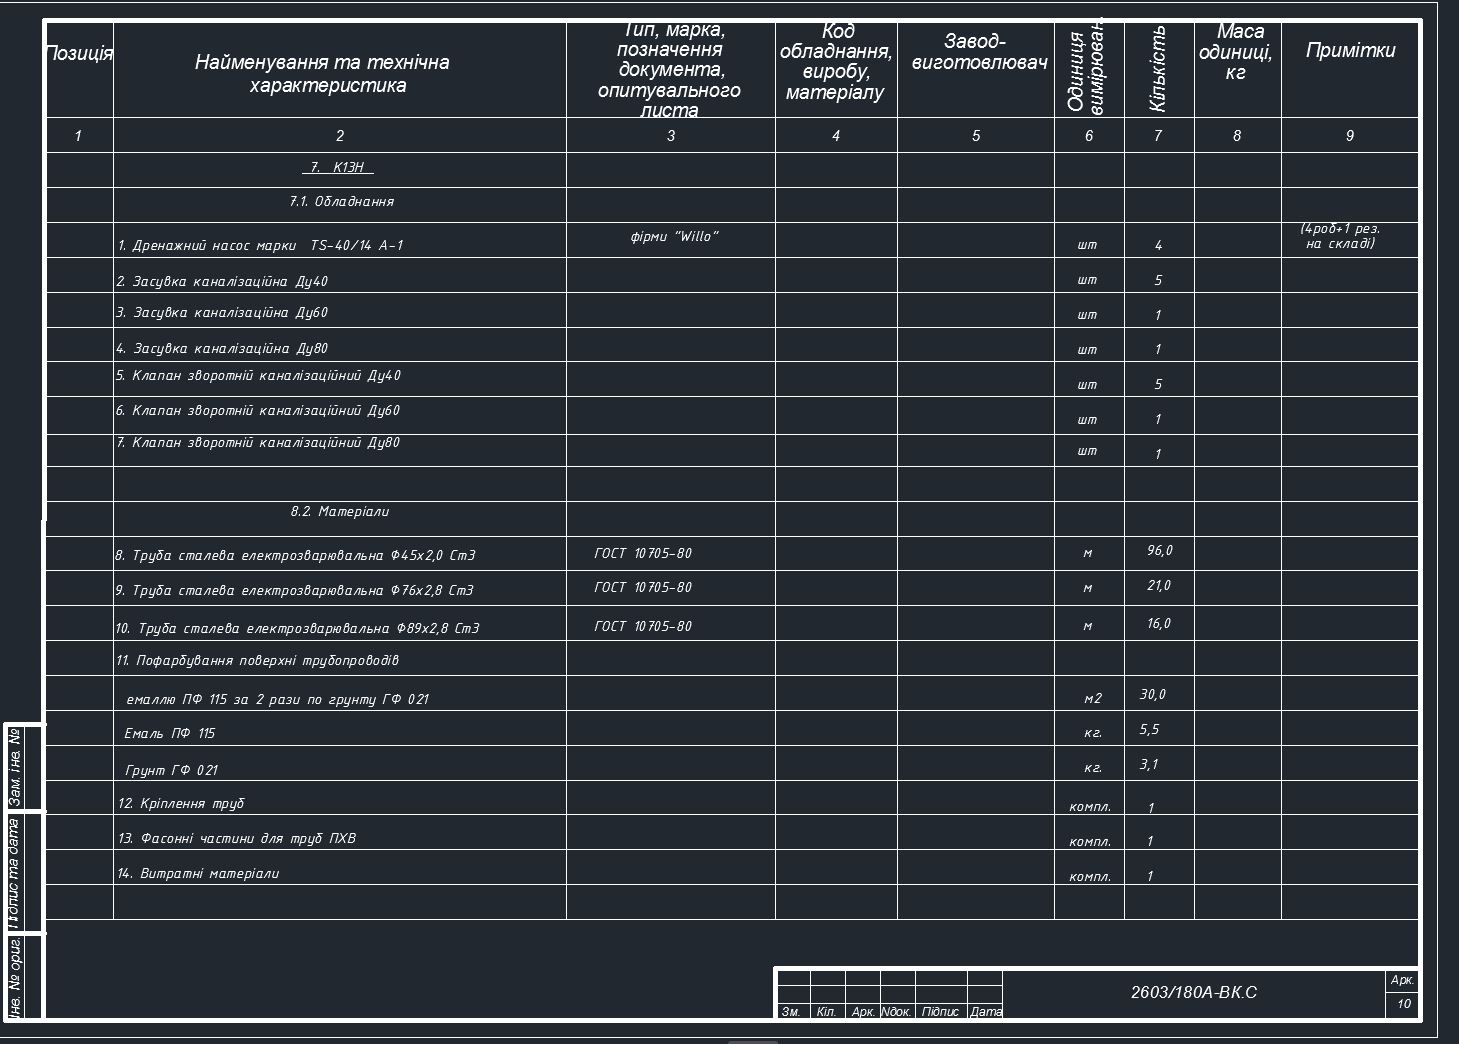 Позиція
Найменування та технічна
характеристика
Тип, марка,
позначення
документа,
опитувального
листа
Код
обладнання,
виробу,
матеріалу
Завод-
виготовлювач
Одиниця
вимірюван.
Кількість
Маса
одиниці,
кг
Примітки
1 2 3 4 5 6 7 8 9
7. К13Н
7.1. Обладнання
1. Дренажний насос марки TS-40/14 A-1 фірми "Willo" шт 4 (4роб+1 рез.
на складі)
2. Засувка каналізаційна Ду40 шт 5
3. Засувка каналізаційна Ду60 шт 1
4. Засувка каналізаційна Ду80 шт 1
5. Клапан зворотній каналізаційний Ду40 шт 5
6. Клапан зворотній каналізаційний Ду60 шт 1
7. Клапан зворотній каналізаційний Ду80 шт 1
8.2. Матеріали
8. Труба сталева електрозварювальна Ф45х2,0 Ст3 ГОСТ 10705-80 м 96,0
9. Труба сталева електрозварювальна Ф76х2,8 Ст3 ГОСТ 10705-80 м 21,0
10. Труба сталева електрозварювальна Ф89х2,8 Ст3 ГОСТ 10705-80 м 16,0
11. Пофарбування поверхні трубопроводів
емаллю ПФ 115 за 2 рази по грунту ГФ 021 м2 30,0
Емаль ПФ 115 кг. 5,5
Грунт ГФ 021 кг. 3,1
12. Кріплення труб компл. 1
13. Фасонні частини для труб ПХВ компл. 1
14. Витратні матеріали компл. 1
Зам. інв. №
Підпис та дата
Інв. № ориг.
Зм. Кіл. Арк. Nдок. Підпис Дата
2603/180А-ВК.С
Арк.
10